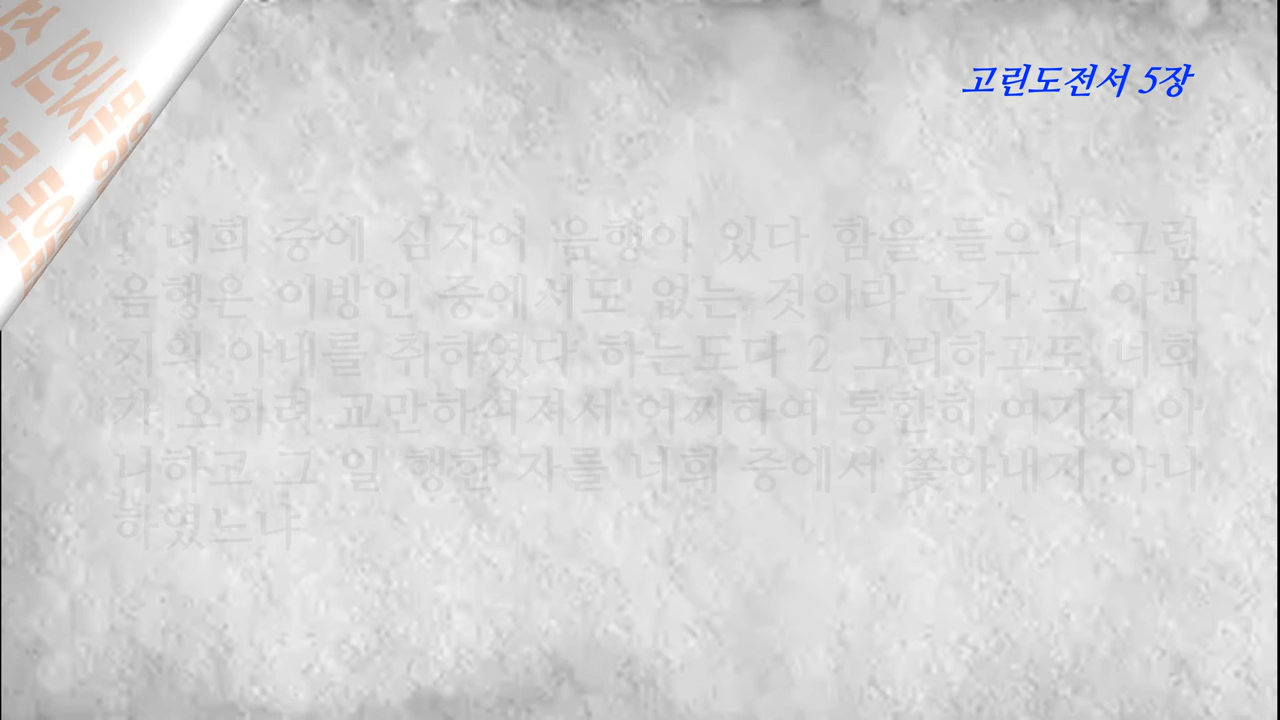 고린도전서 5장
1 너희 중에 심지어 음행이 있다 함을 들으니 그런
음행은 이방인 중에서도 없는 것이라 누가 그 아버
지의 아내를 취하였다 하는도다 2 그리하고도 너희
가 오히려 교만하여져서 어찌하여 통한히 여기지 아
니하고 그 일 행한 자를 너희 중에서 쫓아내지 아니
하였느냐